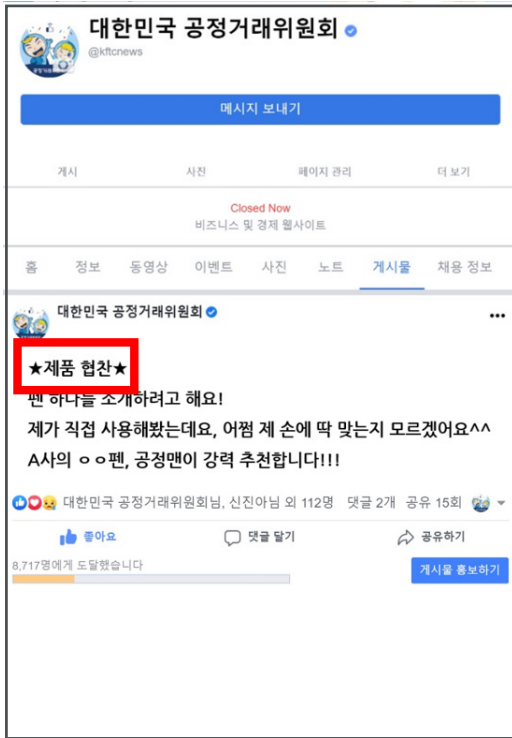 대한민국 공정거래위원회
@kftcnews
메시지 보내기
게시 사진 페이지 관리 더 보기
Closed Now
비즈니스 및 경제 웹사이트
홈 정보 동영상 이벤트 사진 노트 게시물 채용 정보
대한민국 공정거래위원회
★제품 협찬★
펜 하나를 소개하려고 해요!
제가 직접 사용해봤는데요, 어쩜 제 손에 딱 맞는지 모르겠어요^^
A사의 ㅇㅇ펜, 공정맨이 강력 추천합니다!!!
대한민국 공정거래위원회님, 신진아님 외 112명 댓글 2개 공유 15회
좋아요 댓글 달기 공유하기
8,717명에게 도달했습니다
게시물 홍보하기